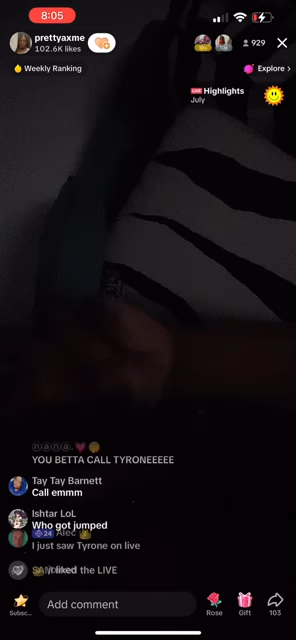 8:05
prettyaxme
102.6K likes
929
Weekly Ranking
Explore >
LIVE Highlights
July
ⓝⓐⓝⓐ.
YOU BETTA CALL TYRONEEEEE
Tay Tay Barnett
Call emmm
Ishtar LoL
Who got jumped
24 Alec
I just saw Tyrone on live
liked the LIVE
Subsc...
Add comment
Rose
Gift
103